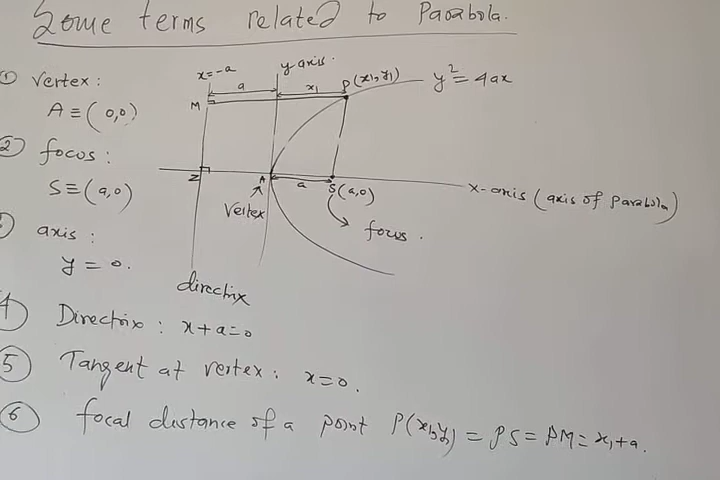 Some terms related to Parabola.
① Vertex :
A ≡ (0,0)
② focus :
S ≡ (a,0)
axis :
y = 0.
4 Directrix : x+a=0
⑤ Tangent at vertex : x=0.
⑥ focal distance of a point P(x₁,y₁) = PS = PM = x₁+a.
x=-a
y axis.
a
x₁
P(x₁,y₁)
y² = 4ax
M
Z
A
a
S(a,0)
x-axis (axis of parabola)
Vertex
focus.
directrix